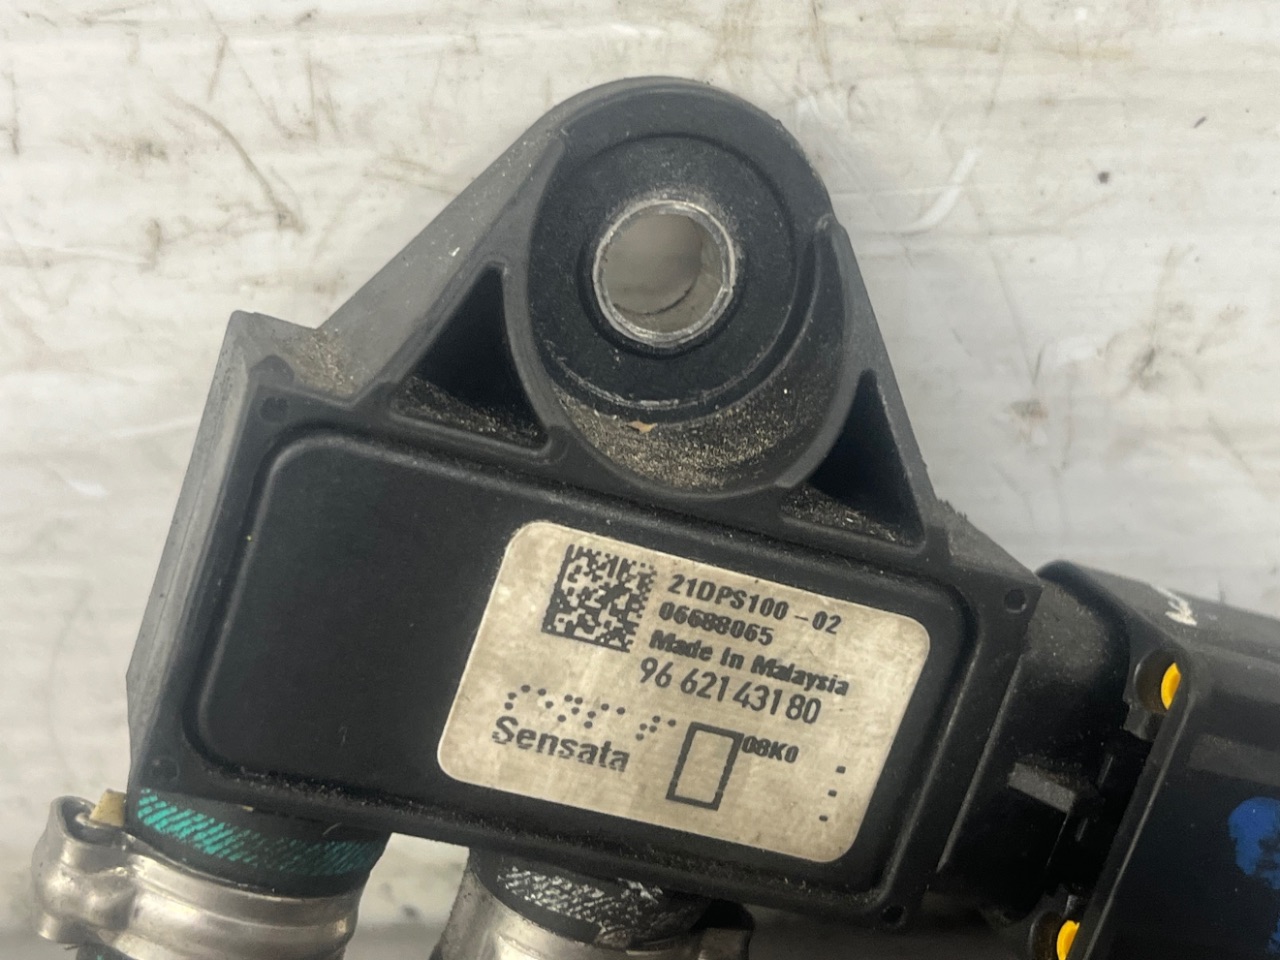 21DPS100-02
06688065
Made In Malaysia
96 621 431 80
Sensata
08K0